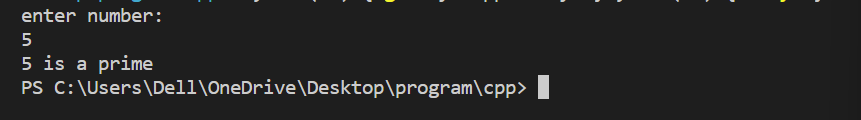 enter number:
5
5 is a prime
PS C:\Users\Dell\OneDrive\Desktop\program\cpp>